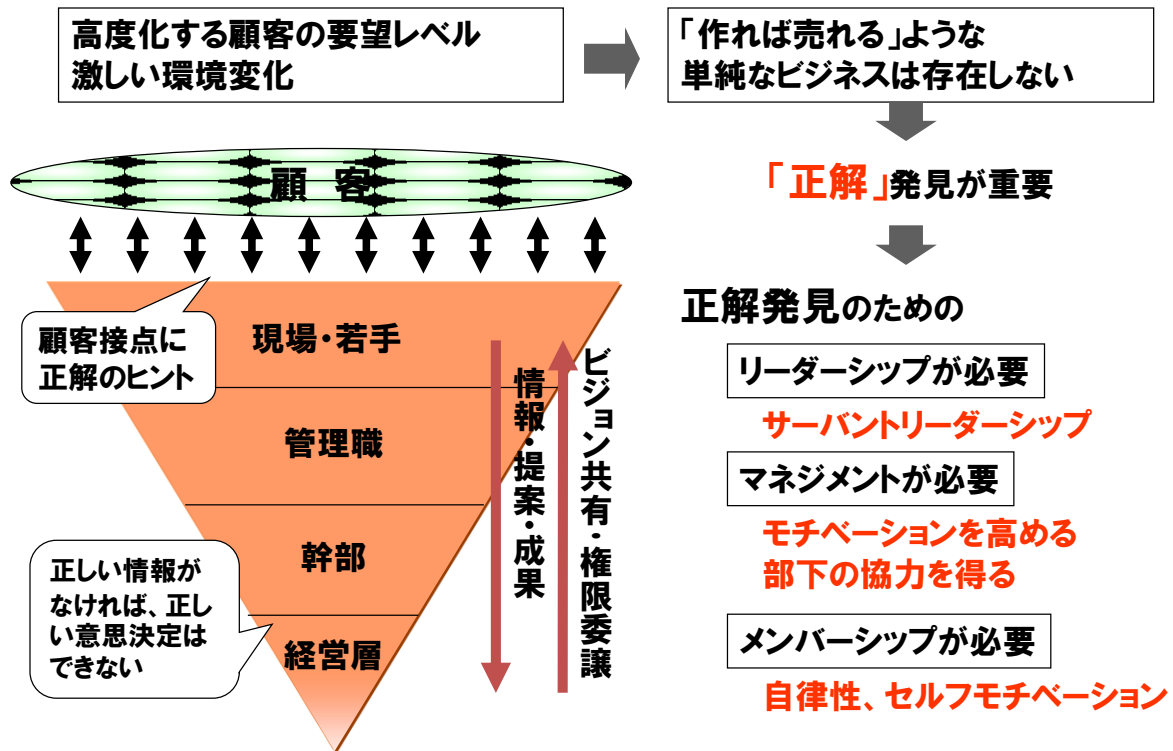 高度化する顧客の要望レベル
激しい環境変化
「作れば売れる」ような
単純なビジネスは存在しない
「正解」発見が重要
顧 客
顧客接点に
正解のヒント
現場・若手
管理職
幹部
経営層
正しい情報が
なければ、正し
い意思決定は
できない
情報・提案・成果
ビジョン共有・権限委譲
正解発見のための
リーダーシップが必要
サーバントリーダーシップ
マネジメントが必要
モチベーションを高める
部下の協力を得る
メンバーシップが必要
自律性、セルフモチベーション